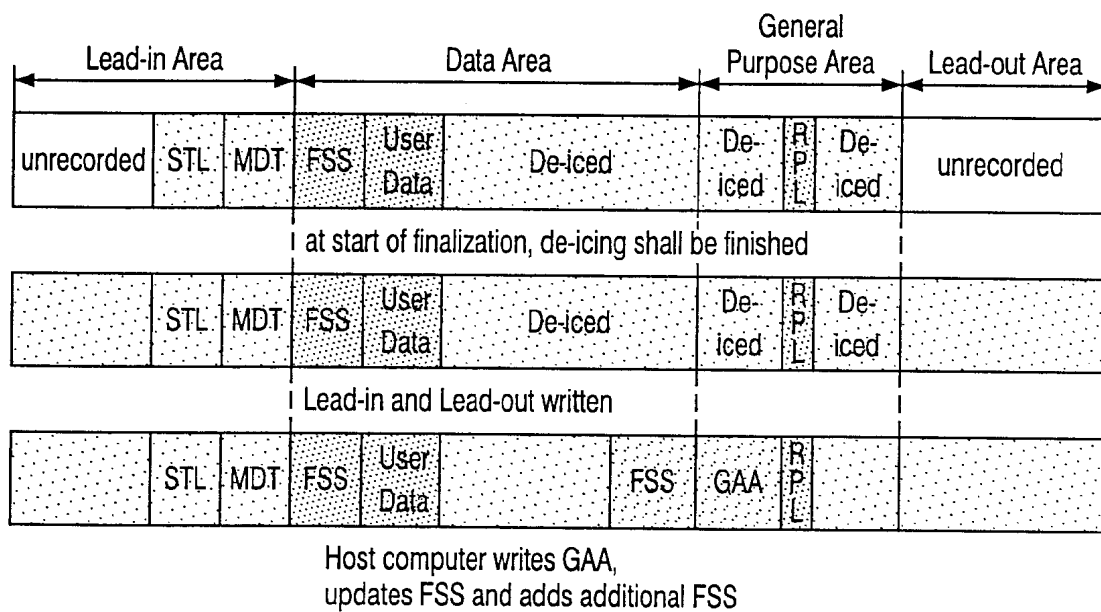 General
Lead-in Area Data Area Purpose Area Lead-out Area
unrecorded STL MDT FSS User Data De-iced De-iced RPL De-iced unrecorded
at start of finalization, de-icing shall be finished
STL MDT FSS User Data De-iced De-iced RPL De-iced
Lead-in and Lead-out written
STL MDT FSS User Data FSS GAA RPL
Host computer writes GAA,
updates FSS and adds additional FSS